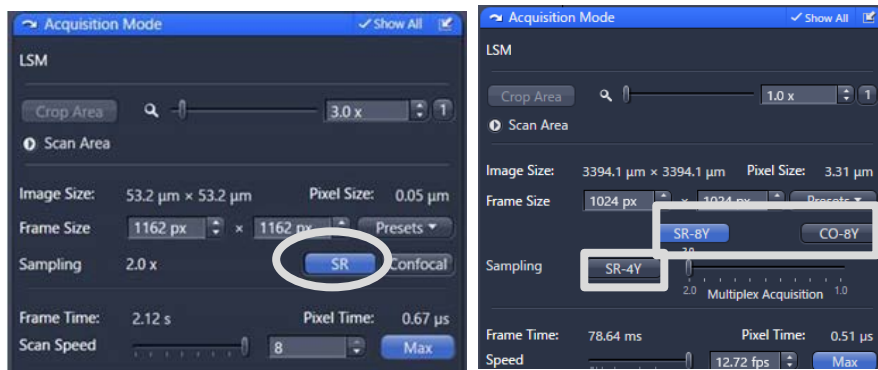 Acquisition Mode Show All
LSM
Crop Area 3.0 x 1
Scan Area
Image Size: 53.2 µm × 53.2 µm Pixel Size: 0.05 µm
Frame Size 1162 px × 1162 px Presets
Sampling 2.0 x SR Confocal
Frame Time: 2.12 s Pixel Time: 0.67 µs
Scan Speed 8 Max
Acquisition Mode Show All
LSM
Crop Area 1.0 x 1
Scan Area
Image Size: 3394.1 µm × 3394.1 µm Pixel Size: 3.31 µm
Frame Size 1024 px × 1024 px Presets
SR-8Y CO-8Y
2.0
Sampling SR-4Y
2.0 Multiplex Acquisition 1.0
Frame Time: 78.64 ms Pixel Time: 0.51 µs
Speed 12.72 fps Max